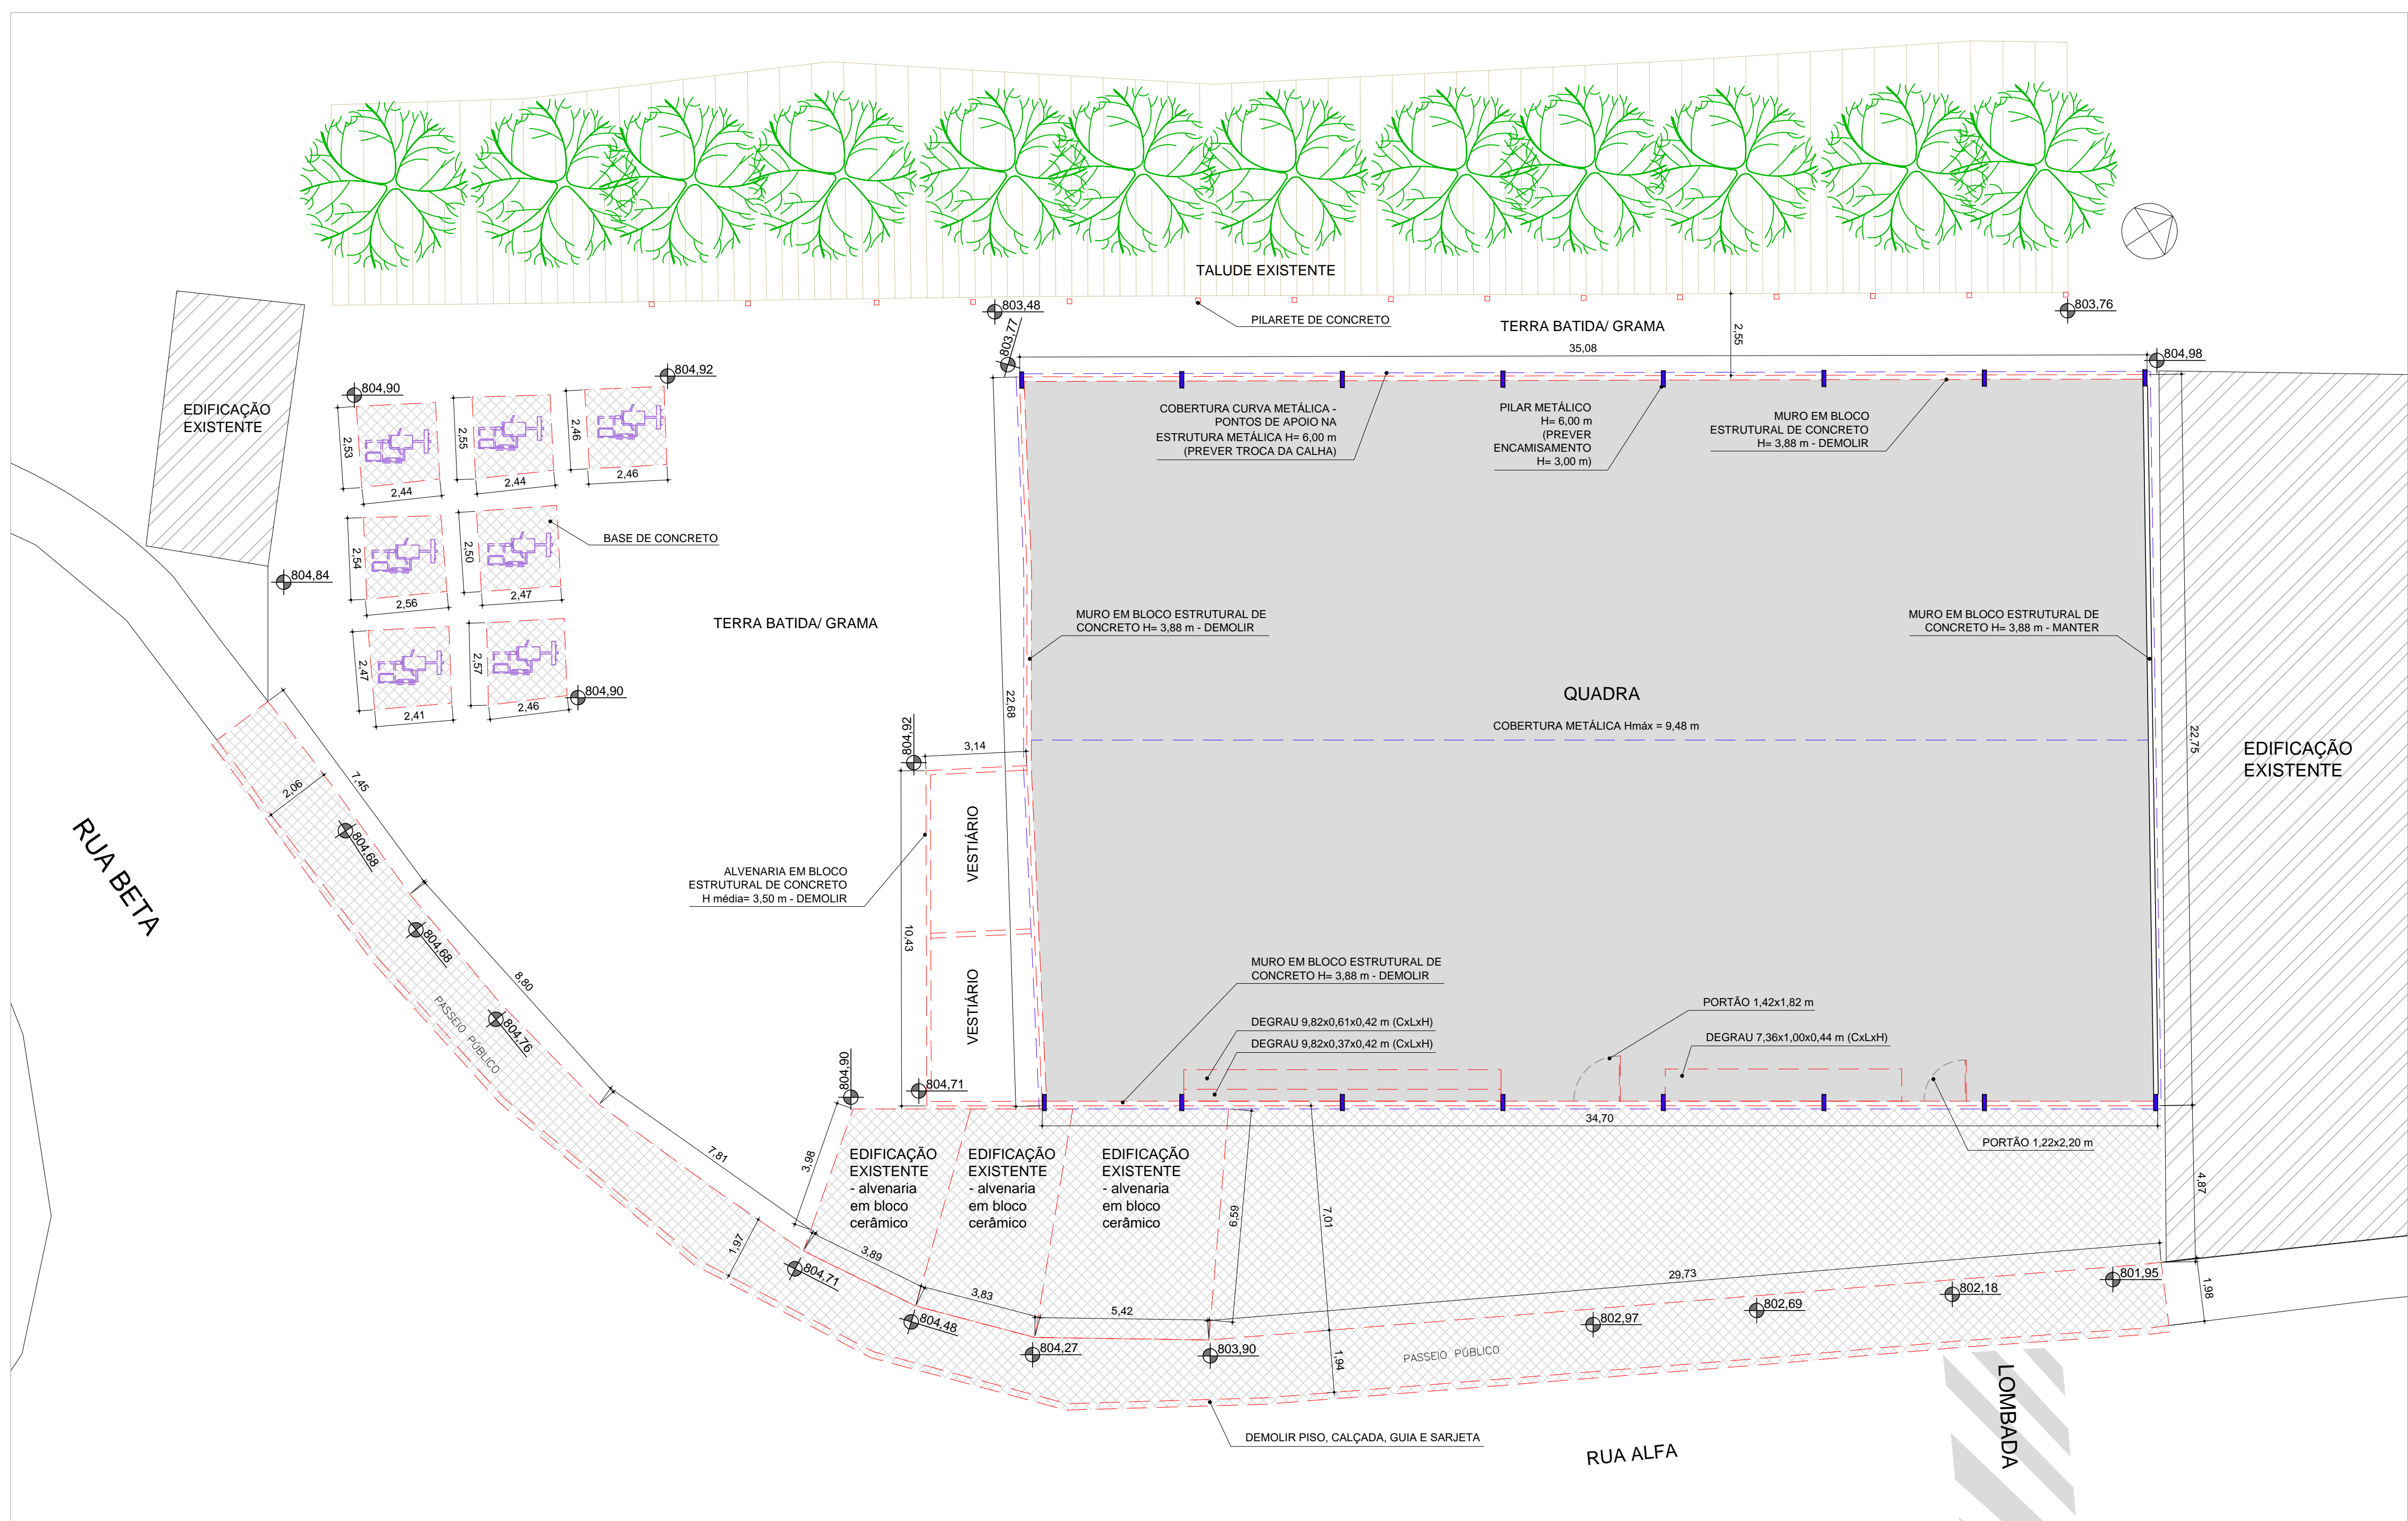 TALUDE EXISTENTE
803,48
803,76
PILARETE DE CONCRETO
TERRA BATIDA/ GRAMA
2,55
803,77
35,08
804,98
804,90
804,92
EDIFICAÇÃO
EXISTENTE
2,53
2,55
2,46
2,44
2,44
2,46
COBERTURA CURVA METÁLICA -
PONTOS DE APOIO NA
ESTRUTURA METÁLICA H= 6,00 m
(PREVER TROCA DA CALHA)
PILAR METÁLICO
H= 6,00 m
(PREVER
ENCAMISAMENTO
H= 3,00 m)
MURO EM BLOCO
ESTRUTURAL DE CONCRETO
H= 3,88 m - DEMOLIR
BASE DE CONCRETO
2,54
2,50
804,84
2,56
2,47
TERRA BATIDA/ GRAMA
MURO EM BLOCO ESTRUTURAL DE
CONCRETO H= 3,88 m - DEMOLIR
MURO EM BLOCO ESTRUTURAL DE
CONCRETO H= 3,88 m - MANTER
2,47
2,57
804,90
2,41
2,46
22,68
QUADRA
COBERTURA METÁLICA Hmáx = 9,48 m
22,75
EDIFICAÇÃO
EXISTENTE
804,92
3,14
7,45
2,06
RUA BETA
804,68
VESTIÁRIO
ALVENARIA EM BLOCO
ESTRUTURAL DE CONCRETO
H média= 3,50 m - DEMOLIR
804,68
10,43
8,80
VESTIÁRIO
MURO EM BLOCO ESTRUTURAL DE
CONCRETO H= 3,88 m - DEMOLIR
PORTÃO 1,42x1,82 m
804,76
PASSEIO PÚBLICO
DEGRAU 9,82x0,61x0,42 m (CxLxH)
DEGRAU 9,82x0,37x0,42 m (CxLxH)
DEGRAU 7,36x1,00x0,44 m (CxLxH)
804,90
804,71
34,70
PORTÃO 1,22x2,20 m
7,81
3,98
EDIFICAÇÃO
EXISTENTE
- alvenaria
em bloco
cerâmico
EDIFICAÇÃO
EXISTENTE
- alvenaria
em bloco
cerâmico
EDIFICAÇÃO
EXISTENTE
- alvenaria
em bloco
cerâmico
6,59
7,01
4,87
1,97
3,89
804,71
3,83
5,42
29,73
801,95
802,18
1,98
802,69
802,97
804,48
804,27
803,90
1,94
PASSEIO PÚBLICO
LOMBADA
DEMOLIR PISO, CALÇADA, GUIA E SARJETA
RUA ALFA